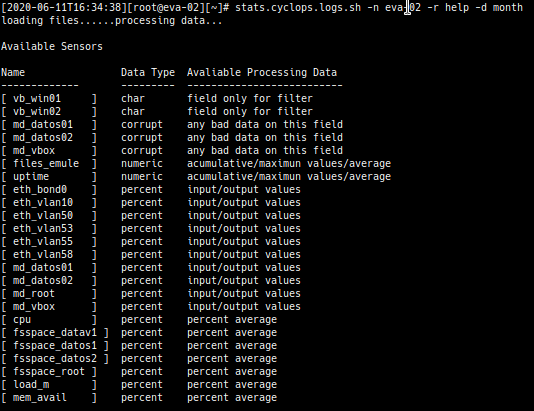 [2020-06-11T16:34:38][root@eva-02][~]# stats.cyclops.logs.sh -n eva-02 -r help -d month
loading files......processing data...
Available Sensors
Name Data Type Avaliable Processing Data
------------- --------- --------------------------
[ vb_win01 ] char field only for filter
[ vb_win02 ] char field only for filter
[ md_datos01 ] corrupt any bad data on this field
[ md_datos02 ] corrupt any bad data on this field
[ md_vbox ] corrupt any bad data on this field
[ files_emule ] numeric acumulative/maximun values/average
[ uptime ] numeric acumulative/maximun values/average
[ eth_bond0 ] percent input/output values
[ eth_vlan10 ] percent input/output values
[ eth_vlan50 ] percent input/output values
[ eth_vlan53 ] percent input/output values
[ eth_vlan55 ] percent input/output values
[ eth_vlan58 ] percent input/output values
[ md_datos01 ] percent input/output values
[ md_datos02 ] percent input/output values
[ md_root ] percent input/output values
[ md_vbox ] percent input/output values
[ cpu ] percent percent average
[ fsspace_datav1 ] percent percent average
[ fsspace_datos1 ] percent percent average
[ fsspace_datos2 ] percent percent average
[ fsspace_root ] percent percent average
[ load_m ] percent percent average
[ mem_avail ] percent percent average